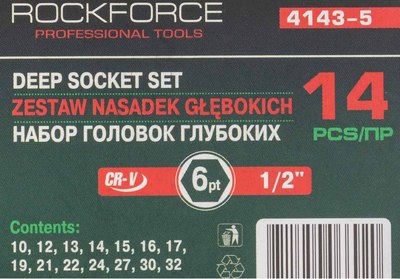 ROCKFORCE
PROFESSIONAL TOOLS
4143-5
DEEP SOCKET SET
ZESTAW NASADEK GŁĘBOKICH
НАБОР ГОЛОВОК ГЛУБОКИХ
14
PCS/ПР
CR-V
6pt
1/2"
Contents:
10, 12, 13, 14, 15, 16, 17,
19, 21, 22, 24, 27, 30, 32